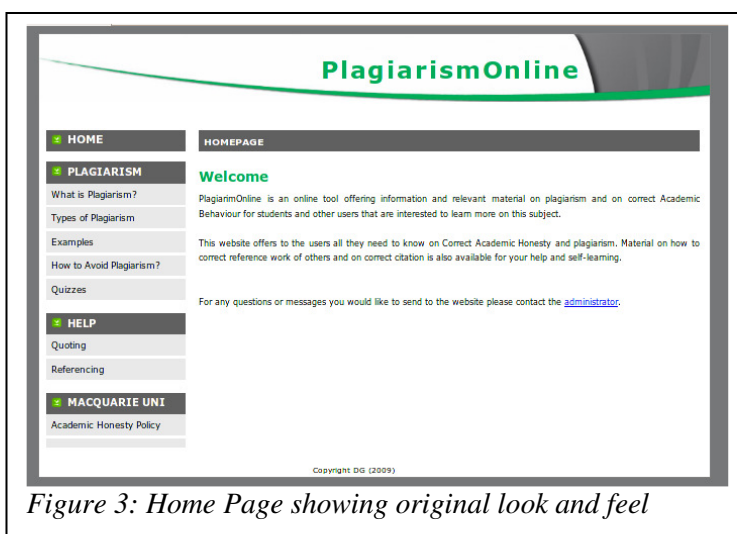 PlagiarismOnline
HOME
PLAGIARISM
What is Plagiarism?
Types of Plagiarism
Examples
How to Avoid Plagiarism?
Quizzes
HELP
Quoting
Referencing
MACQUARIE UNI
Academic Honesty Policy
HOMEPAGE
Welcome
PlagiarimOnline is an online tool offering information and relevant material on plagiarism and on correct Academic
Behaviour for students and other users that are interested to learn more on this subject.
This website offers to the users all they need to know on Correct Academic Honesty and plagiarism. Material on how to
correct reference work of others and on correct citation is also available for your help and self-learning.
For any questions or messages you would like to send to the website please contact the administrator.
Copyright DG (2009)
Figure 3: Home Page showing original look and feel